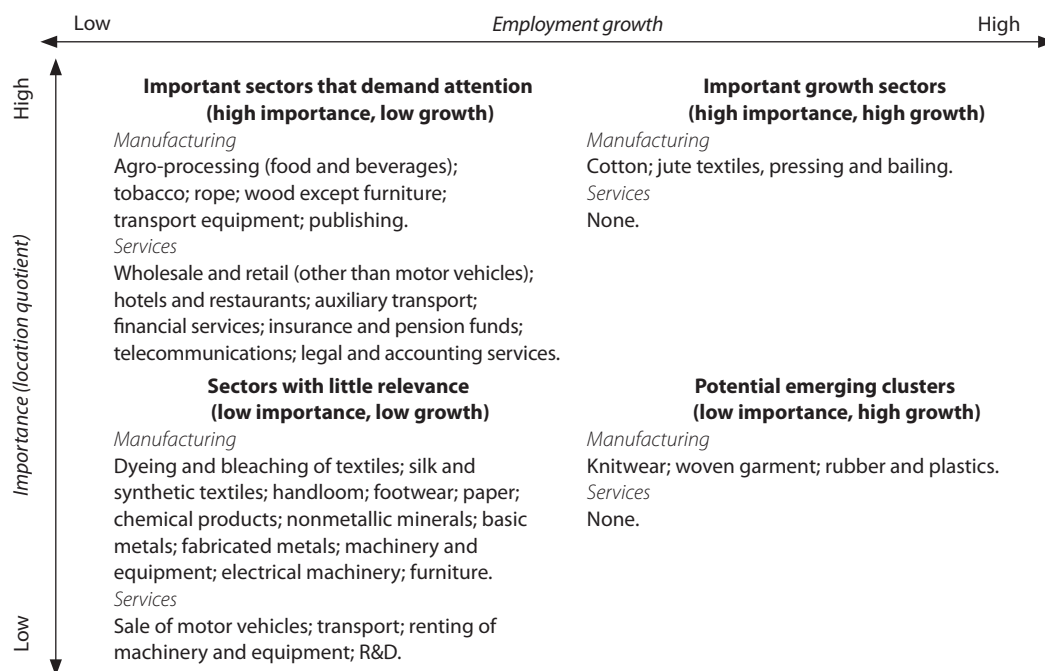 Low
Employment growth
High
High
Important sectors that demand attention
(high importance, low growth)
Manufacturing
Agro-processing (food and beverages);
tobacco; rope; wood except furniture;
transport equipment; publishing.
Services
Wholesale and retail (other than motor vehicles);
hotels and restaurants; auxiliary transport;
financial services; insurance and pension funds;
telecommunications; legal and accounting services.
Important growth sectors
(high importance, high growth)
Manufacturing
Cotton; jute textiles, pressing and bailing.
Services
None.
Importance (location quotient)
Sectors with little relevance
(low importance, low growth)
Manufacturing
Dyeing and bleaching of textiles; silk and
synthetic textiles; handloom; footwear; paper;
chemical products; nonmetallic minerals; basic
metals; fabricated metals; machinery and
equipment; electrical machinery; furniture.
Services
Sale of motor vehicles; transport; renting of
machinery and equipment; R&D.
Potential emerging clusters
(low importance, high growth)
Manufacturing
Knitwear; woven garment; rubber and plastics.
Services
None.
Low